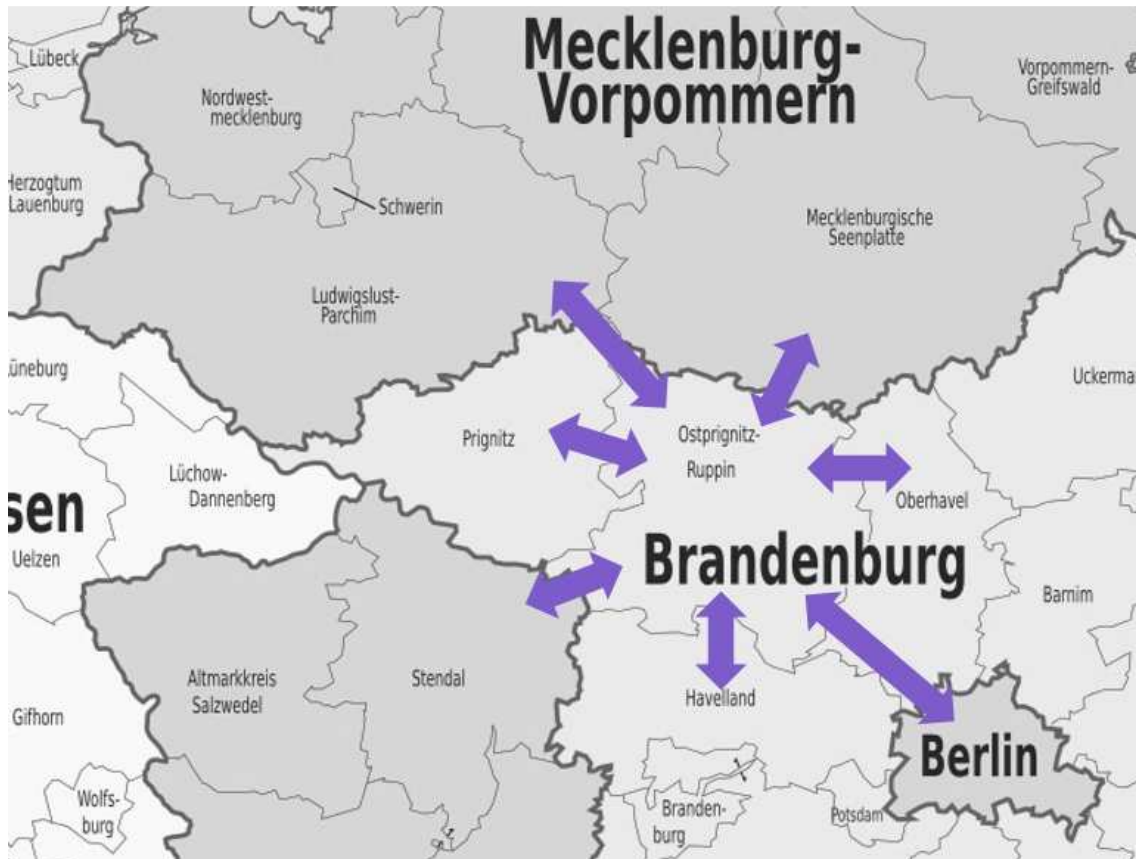 Mecklenburg-
Vorpommern
Lübeck
Vorpommern-
Greifswald
Nordwest-
mecklenburg
Herzogtum
Lauenburg
Schwerin
Mecklenburgische
Seenplatte
Ludwigslust-
Parchim
üneburg
Uckerma
Prignitz
Ostprignitz-
Ruppin
Lüchow-
Dannenberg
Oberhavel
sen
Uelzen
Brandenburg
Barnim
Altmarkkreis
Salzwedel
Stendal
Havelland
Gifhorn
Berlin
Wolfs-
burg
Branden-
burg
Potsdam